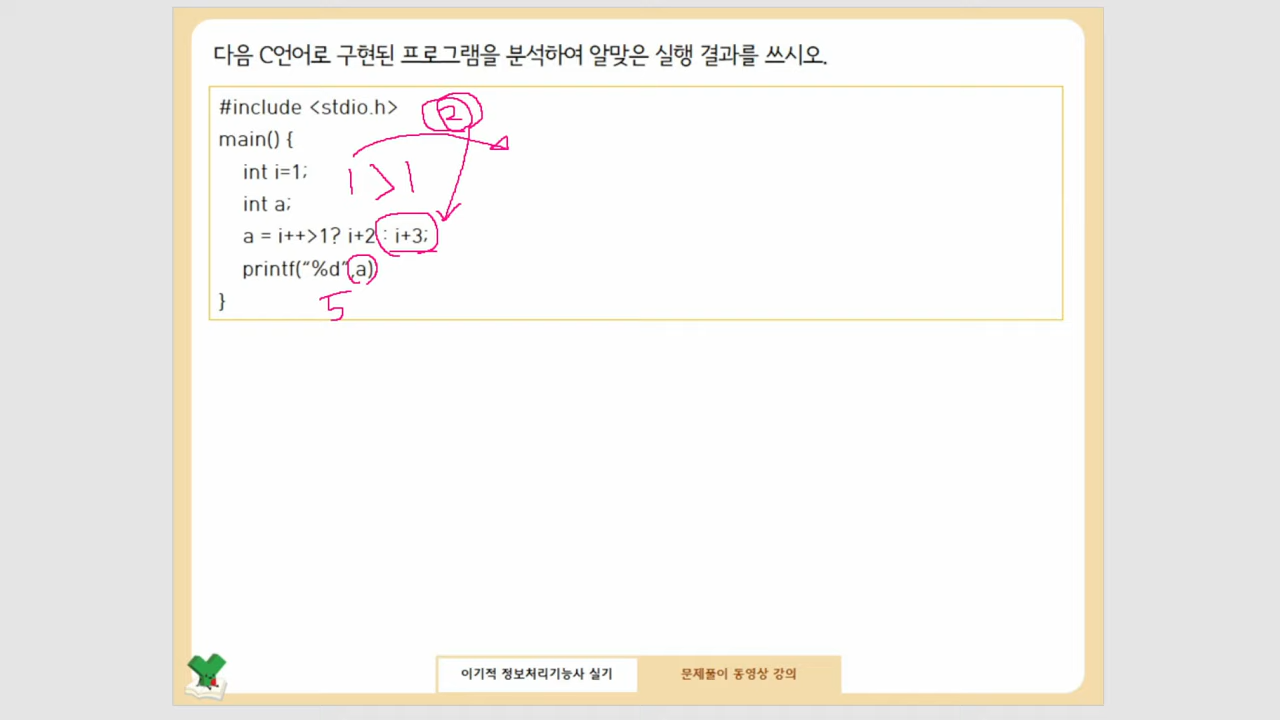 다음 C언어로 구현된 프로그램을 분석하여 알맞은 실행 결과를 쓰시오.
#include <stdio.h>
2
main() {
int i=1;
1 > 1
int a;
a = i++>1? i+2 : i+3;
printf("%d",a)
}
5
이기적 정보처리기능사 실기
문제풀이 동영상 강의